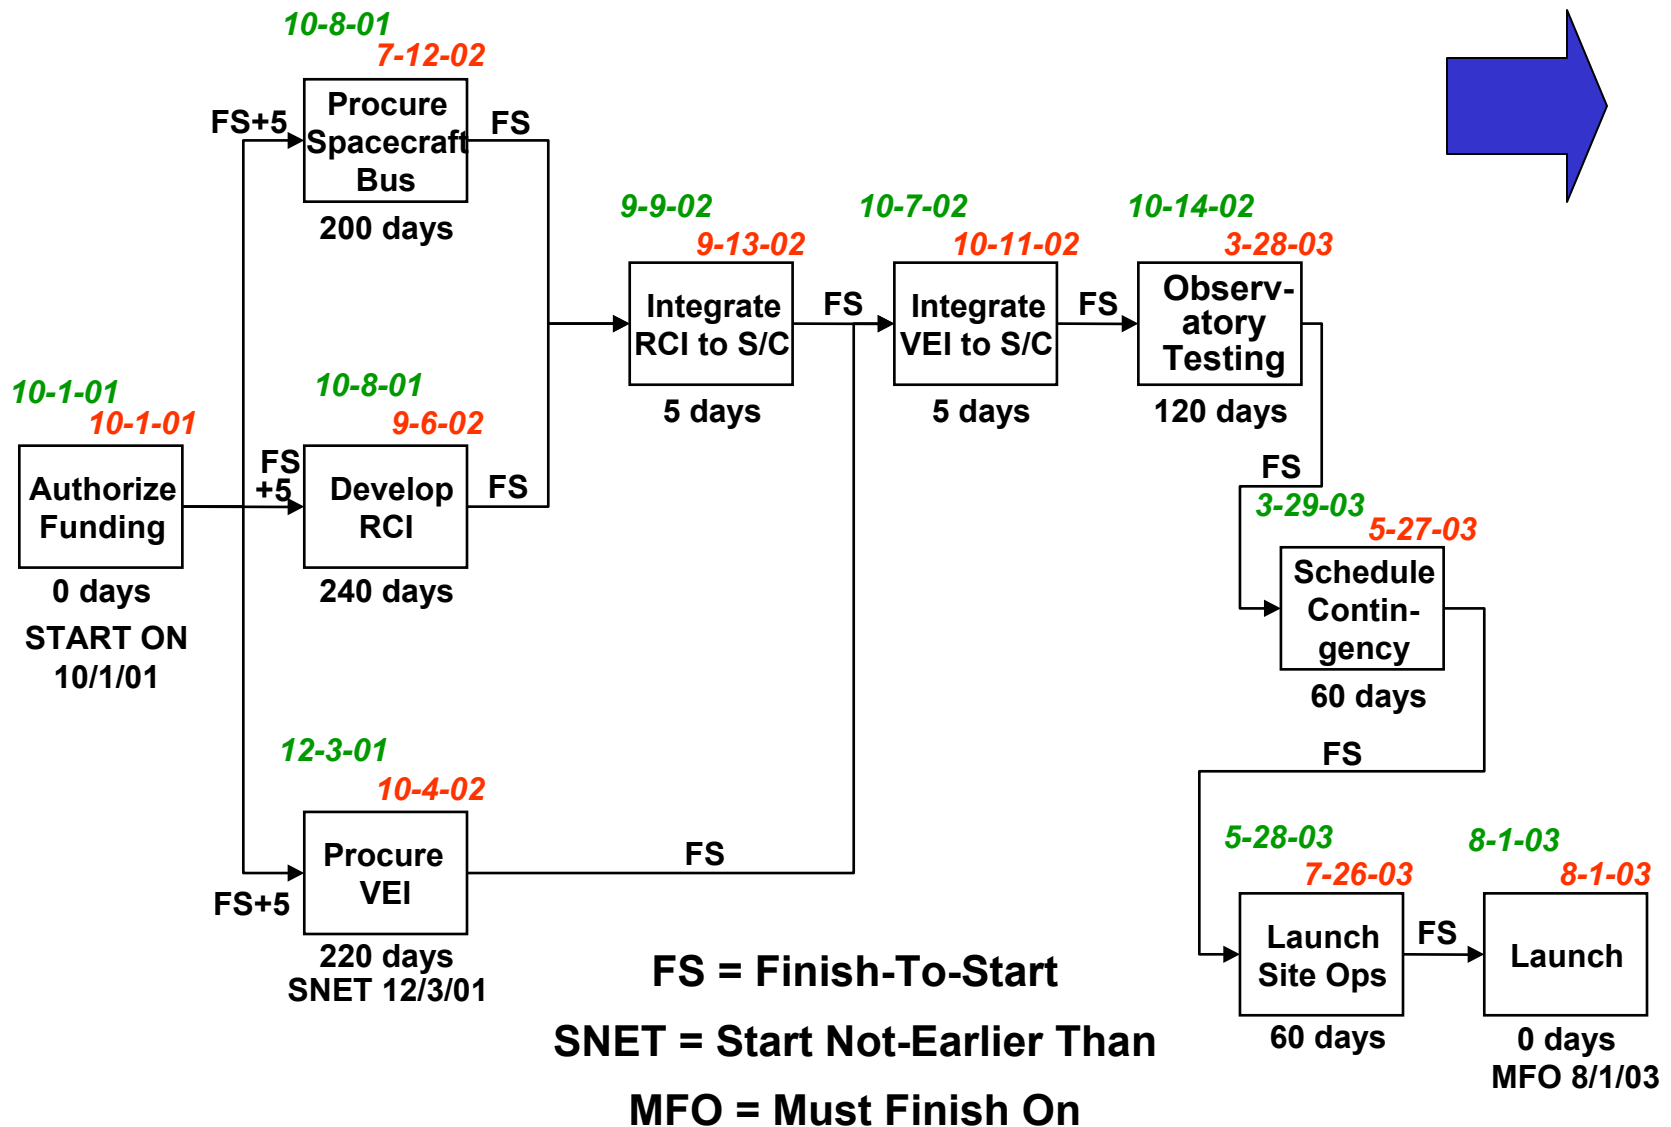 10-8-01
7-12-02
FS+5
Procure
Spacecraft
Bus
FS
200 days
9-9-02
9-13-02
Integrate
RCI to S/C
FS
5 days
10-7-02
10-11-02
Integrate
VEI to S/C
FS
5 days
10-14-02
3-28-03
Observ-
atory
Testing
120 days
10-1-01
10-1-01
Authorize
Funding
0 days
START ON
10/1/01
10-8-01
9-6-02
FS
+5
Develop
RCI
FS
240 days
FS
3-29-03
5-27-03
Schedule
Contin-
gency
60 days
FS
12-3-01
10-4-02
FS+5
Procure
VEI
FS
220 days
SNET 12/3/01
5-28-03
7-26-03
Launch
Site Ops
FS
60 days
8-1-03
8-1-03
Launch
0 days
MFO 8/1/03
FS = Finish-To-Start
SNET = Start Not-Earlier Than
MFO = Must Finish On